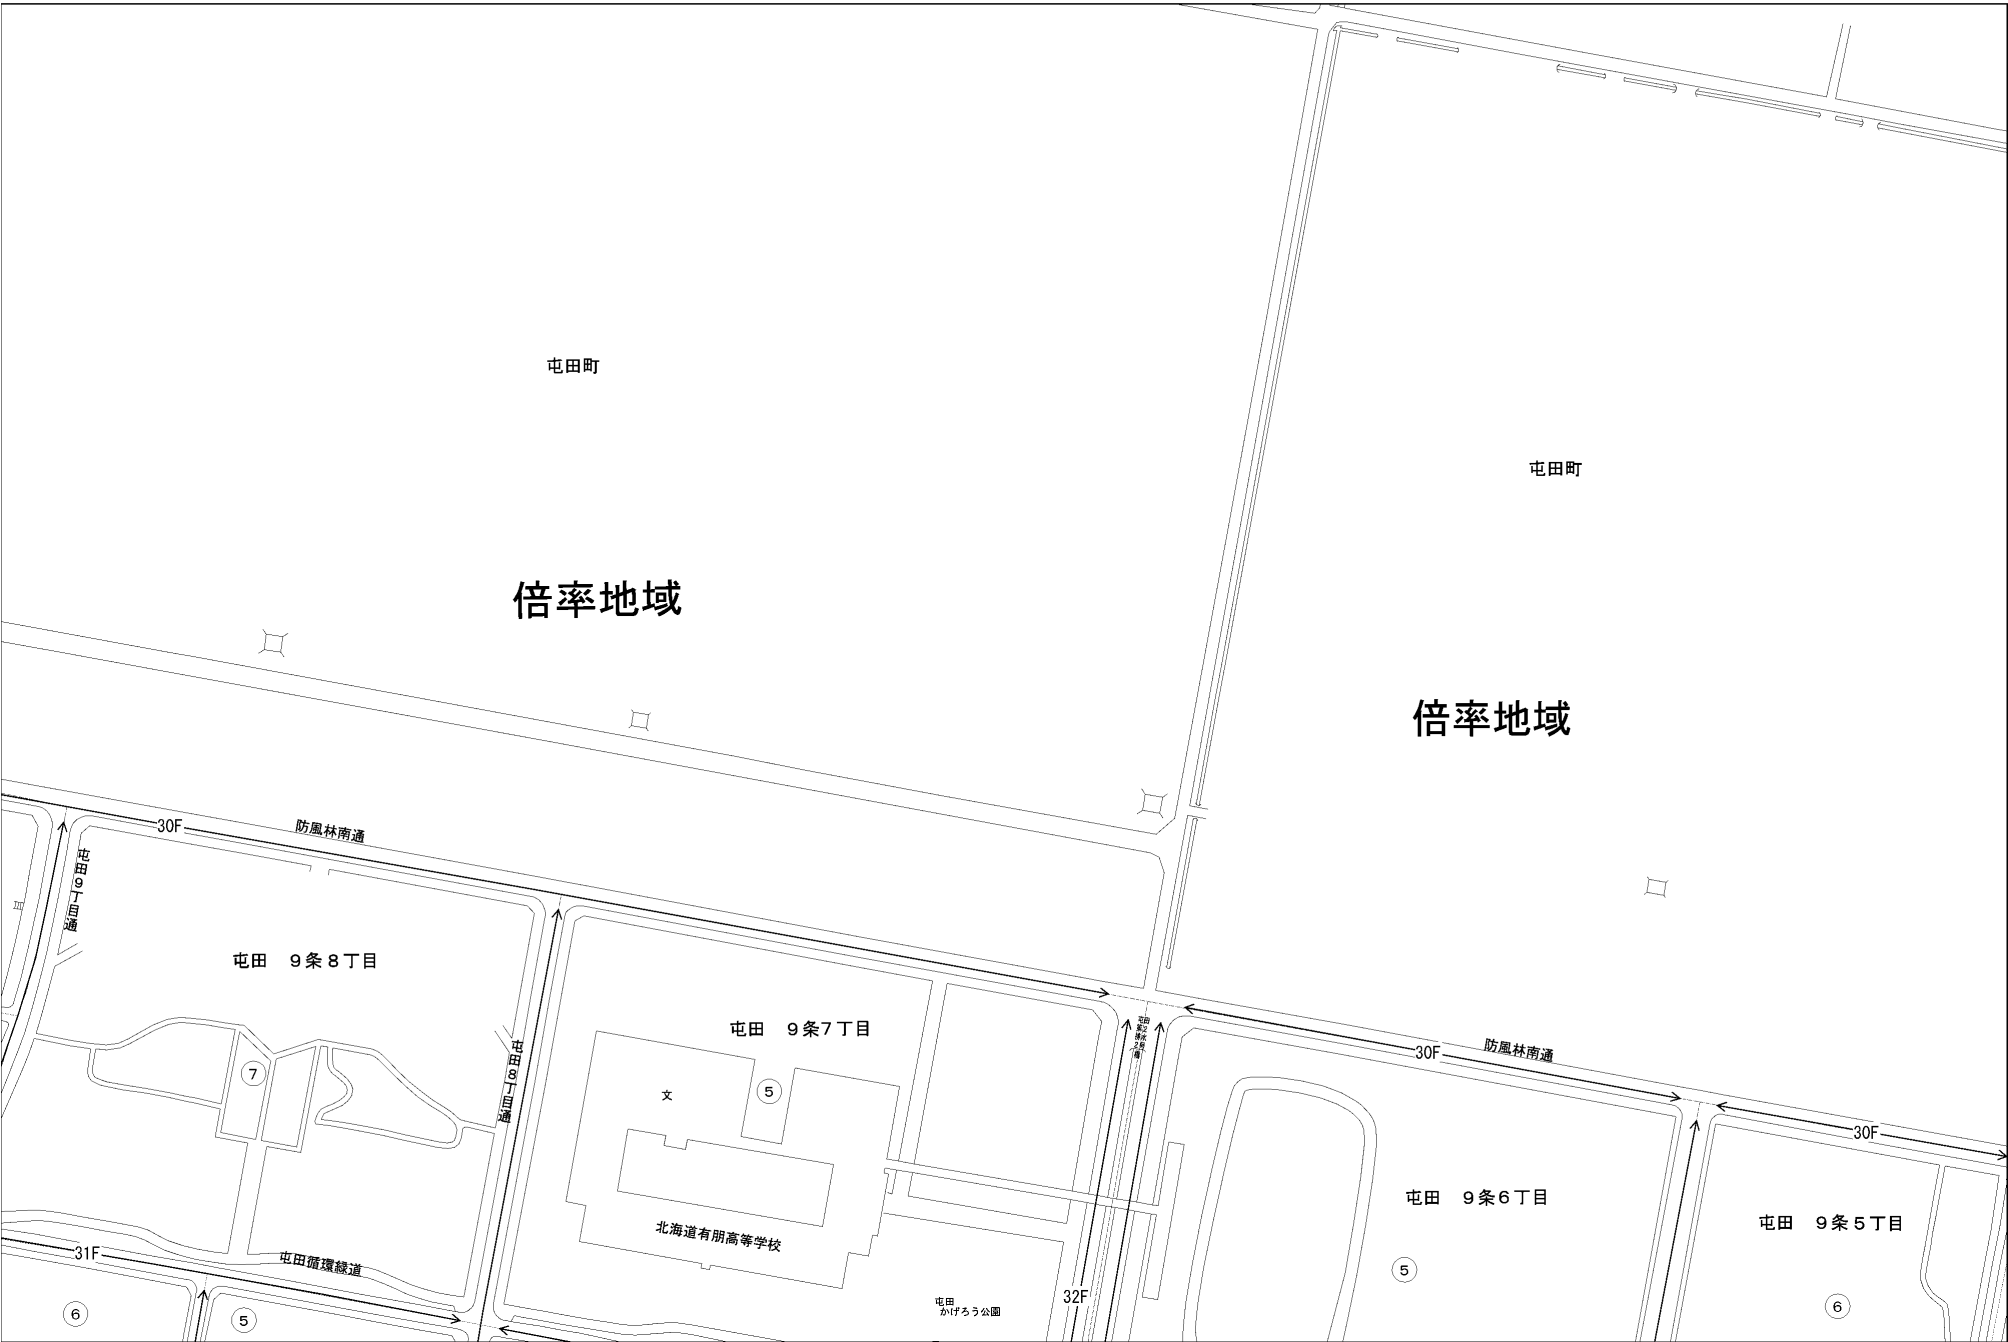 屯田町
屯田町
倍率地域
倍率地域
30F
防風林南通
屯田9丁目通
屯田　9条8丁目
屯田　9条7丁目
⑦
屯田8丁目通
文
⑤
30F
防風林南通
30F
屯田　9条6丁目
屯田　9条5丁目
北海道有朋高等学校
31F
屯田循環緑道
⑤
32F
屯田
かげろう公園
⑥
⑤
⑥